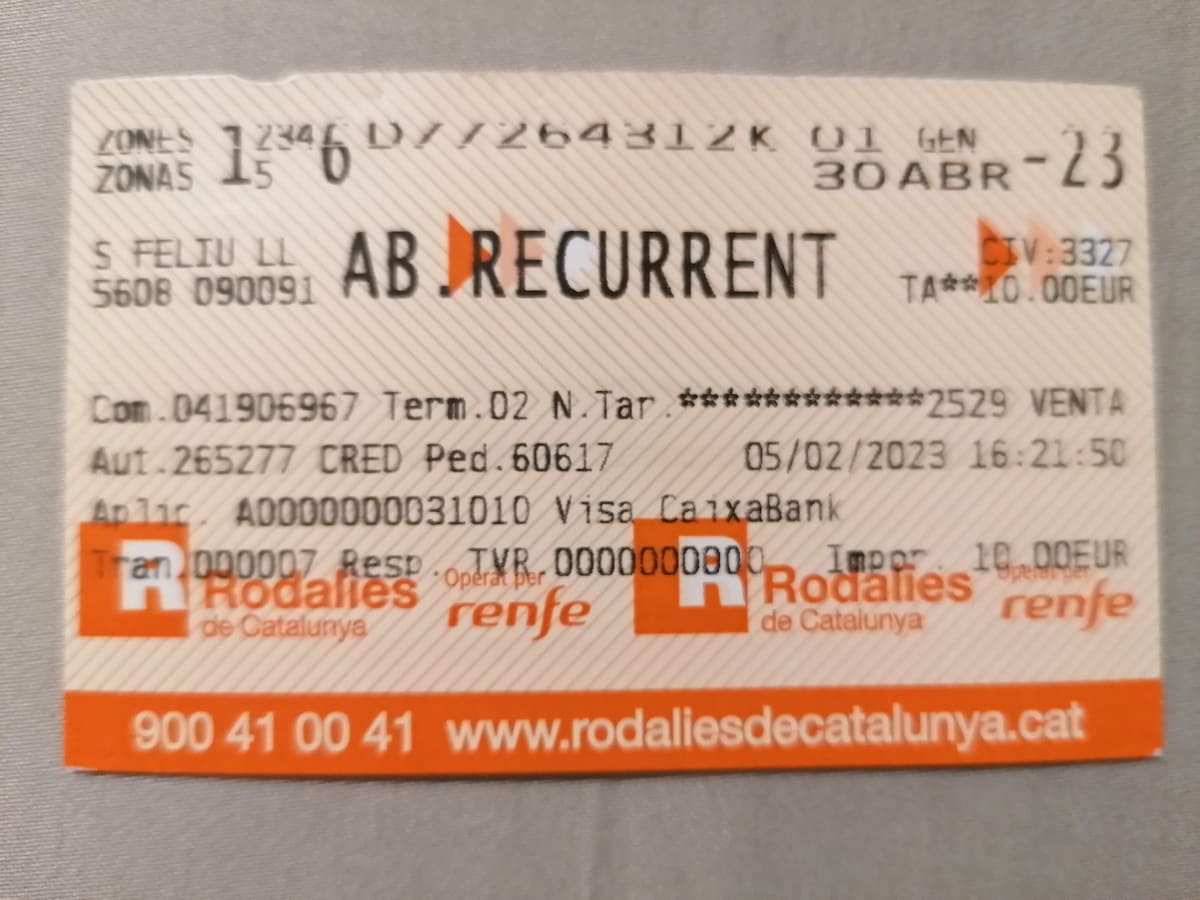 ZONES 1 2346 D77264312K 01 GEN
ZONAS 5 30 ABR - 23
S FELIU LL AB.RECURRENT CIV:3327
5608 090091 TA**10.00EUR
Com.041906967 Term.02 N.Tar.************2529 VENTA
Aut.265277 CRED Ped.60617 05/02/2023 16:21:50
Aplic. A0000000031010 Visa CaixaBank
Tran.000007 Resp. TVR.0000000000 Impor. 10.00EUR
R Rodalies de Catalunya Operat per renfe R Rodalies de Catalunya Operat per renfe
900 41 00 41 www.rodaliesdecatalunya.cat